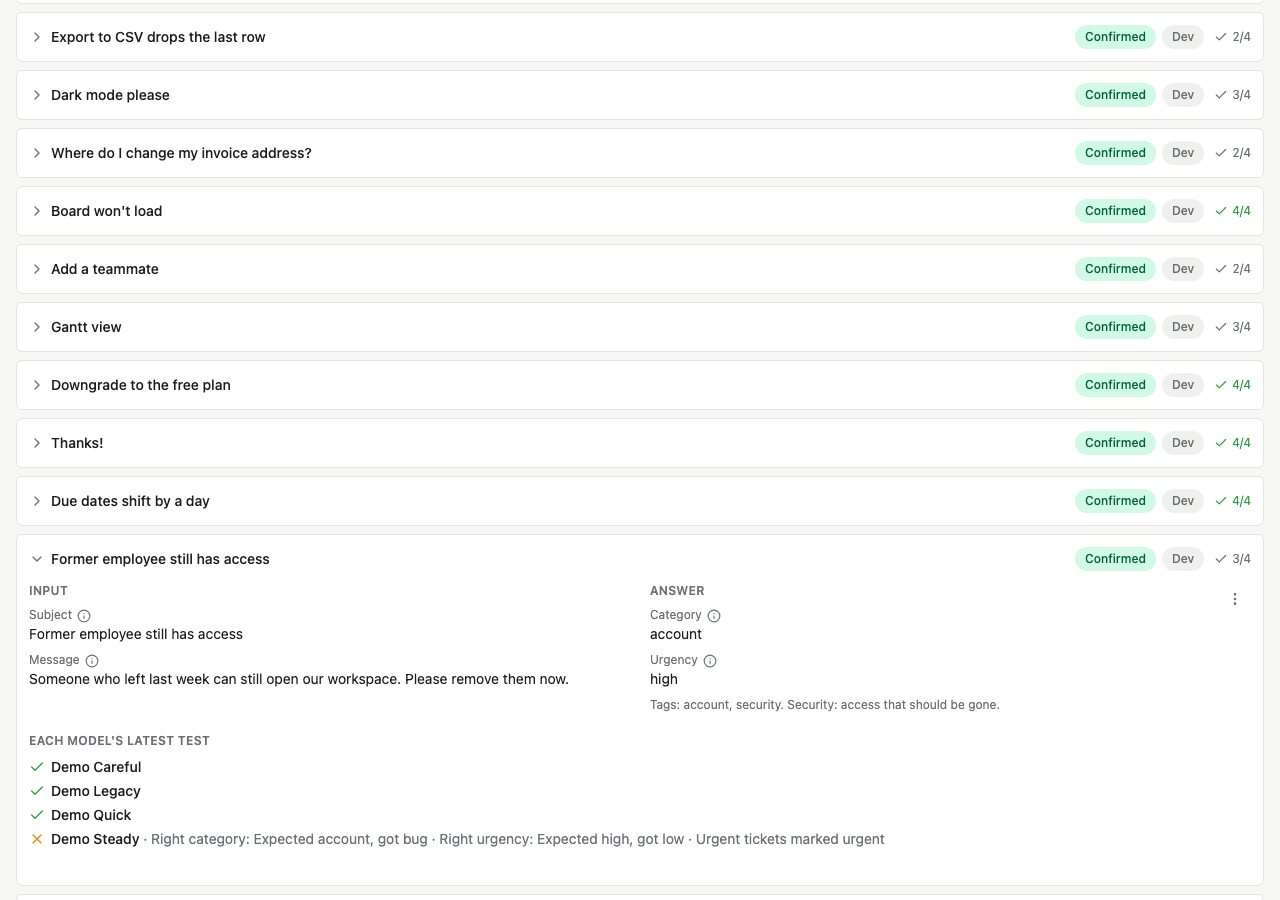 Export to CSV drops the last row Confirmed Dev 2/4
Dark mode please Confirmed Dev 3/4
Where do I change my invoice address? Confirmed Dev 2/4
Board won't load Confirmed Dev 4/4
Add a teammate Confirmed Dev 2/4
Gantt view Confirmed Dev 3/4
Downgrade to the free plan Confirmed Dev 4/4
Thanks! Confirmed Dev 4/4
Due dates shift by a day Confirmed Dev 4/4
Former employee still has access Confirmed Dev 3/4
INPUT
Subject
Former employee still has access
Message
Someone who left last week can still open our workspace. Please remove them now.
ANSWER
Category
account
Urgency
high
Tags: account, security. Security: access that should be gone.
EACH MODEL'S LATEST TEST
Demo Careful
Demo Legacy
Demo Quick
Demo Steady · Right category: Expected account, got bug · Right urgency: Expected high, got low · Urgent tickets marked urgent